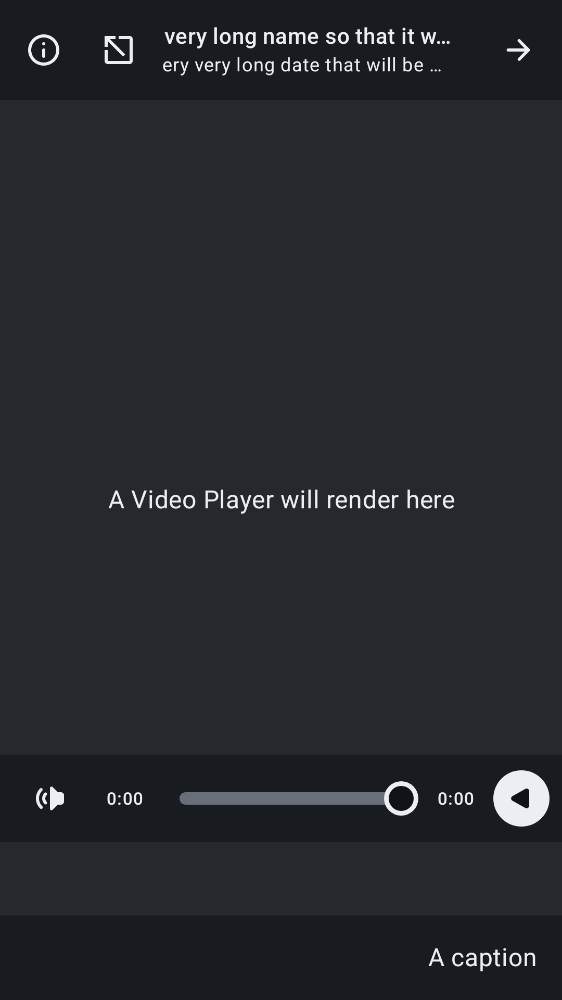 very long name so that it w…
ery very long date that will be …
A Video Player will render here
0:00
0:00
A caption